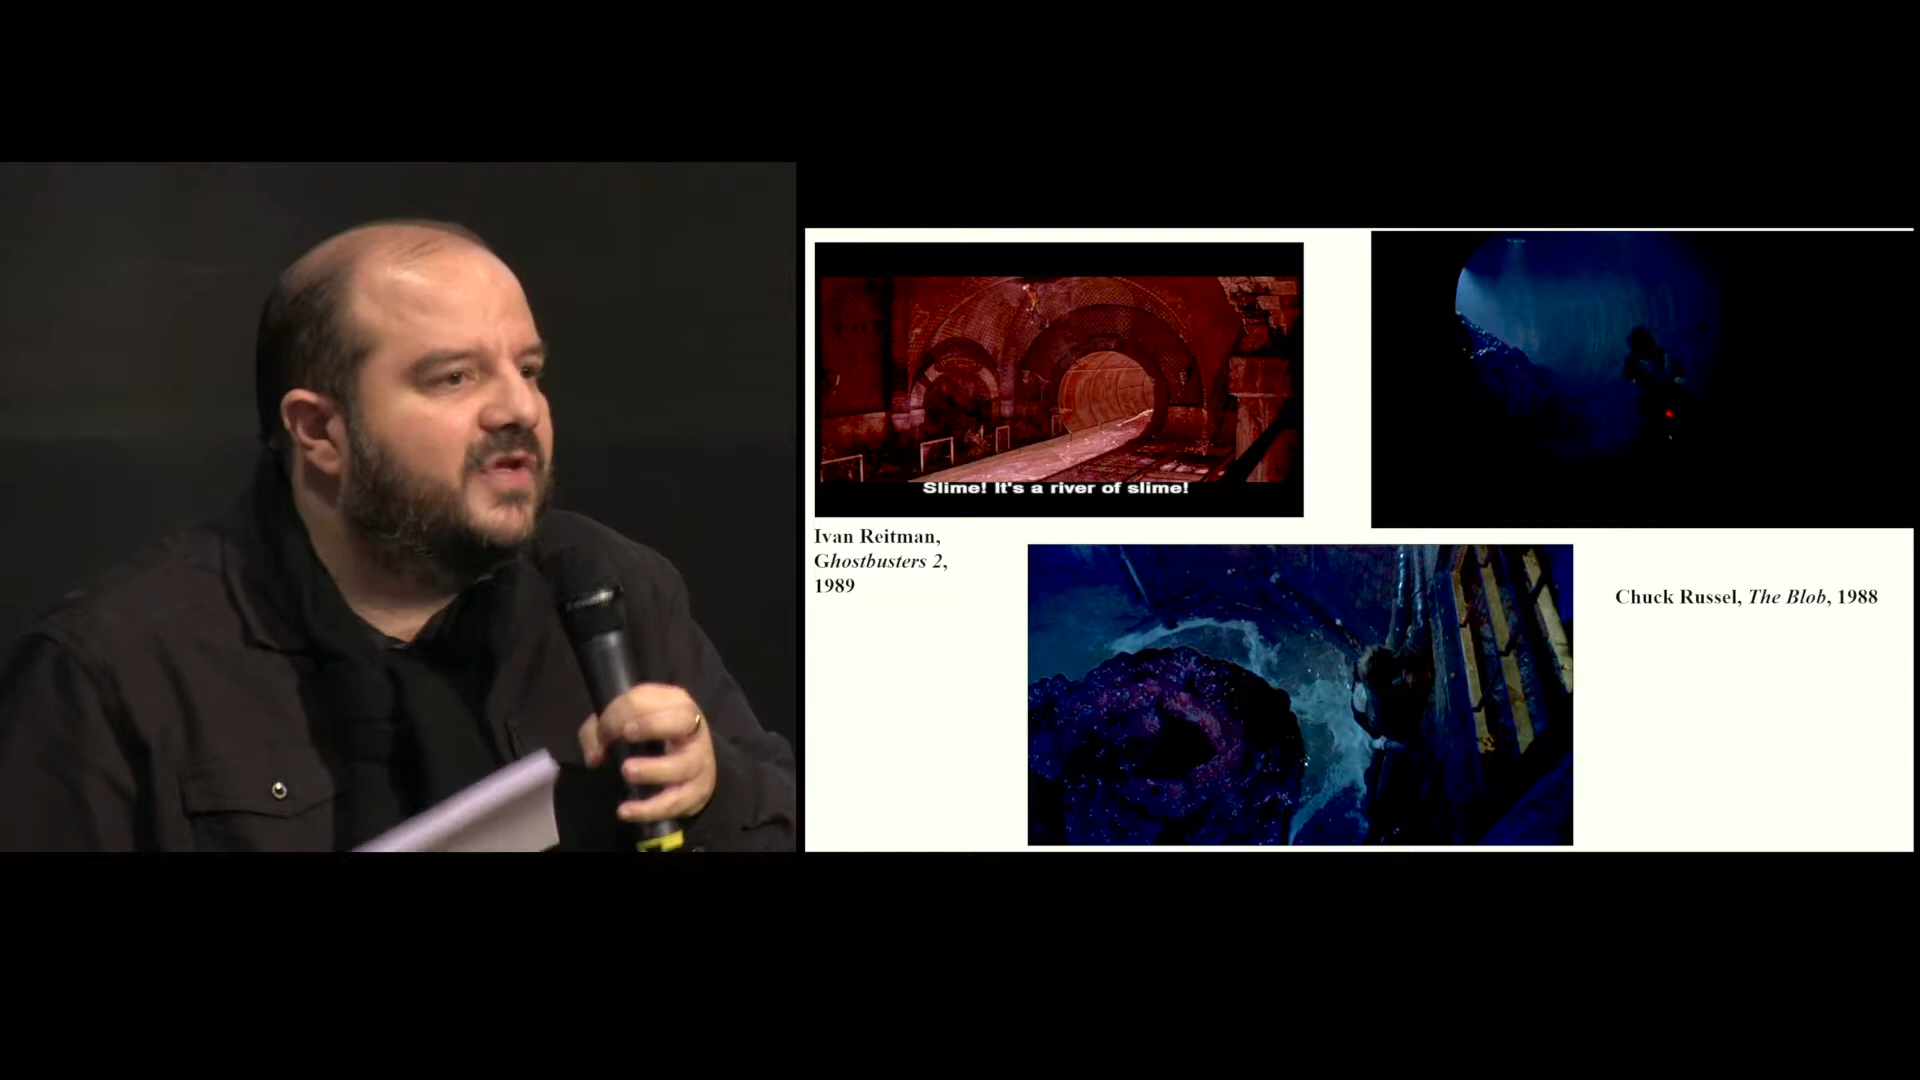 Slime! It's a river of slime!
Ivan Reitman,
Ghostbusters 2,
1989
Chuck Russel, The Blob, 1988